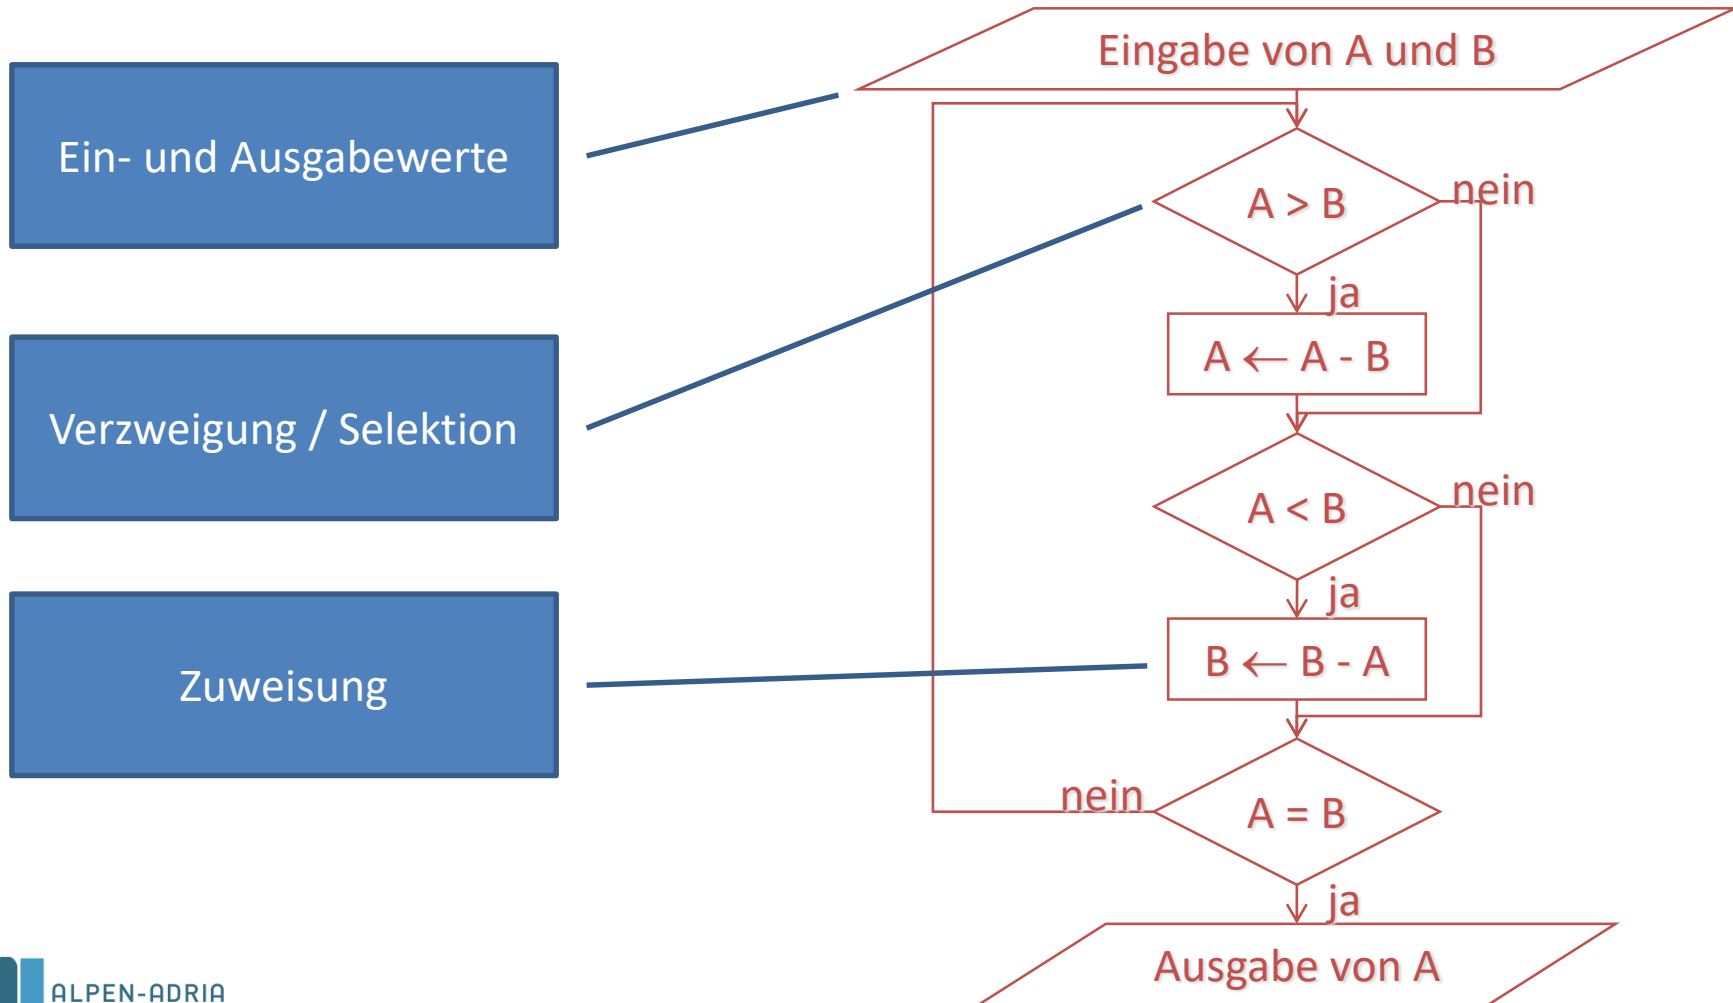 Eingabe von A und B
Ein- und Ausgabewerte
A > B
nein
ja
A ← A - B
Verzweigung / Selektion
A < B
nein
ja
B ← B - A
Zuweisung
nein
A = B
ja
Ausgabe von A
ALPEN-ADRIA